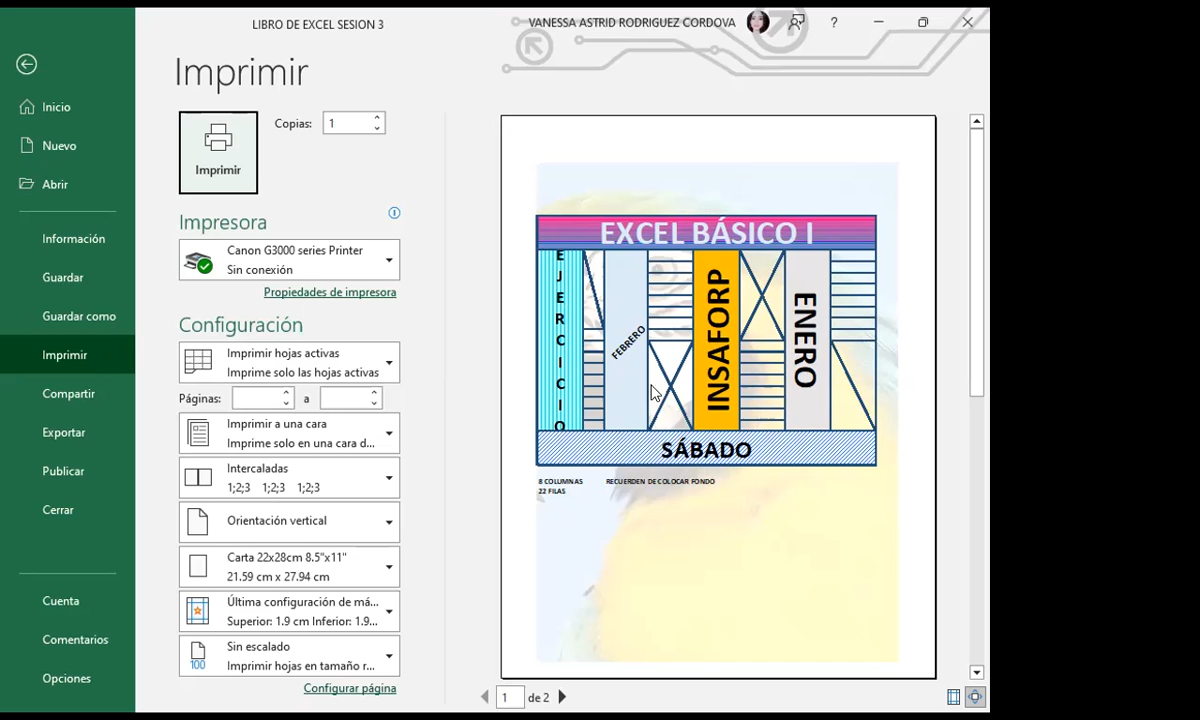 LIBRO DE EXCEL SESION 3
VANESSA ASTRID RODRIGUEZ CORDOVA
?
Imprimir
Inicio
Nuevo
Abrir
Información
Guardar
Guardar como
Imprimir
Compartir
Exportar
Publicar
Cerrar
Cuenta
Comentarios
Opciones
Imprimir
Copias: 1
Impresora
Canon G3000 series Printer
Sin conexión
Propiedades de impresora
Configuración
Imprimir hojas activas
Imprime solo las hojas activas
Páginas: a
Imprimir a una cara
Imprime solo en una cara d...
Intercaladas
1;2;3 1;2;3 1;2;3
Orientación vertical
Carta 22x28cm 8.5"x11"
21.59 cm x 27.94 cm
Última configuración de má...
Superior: 1.9 cm Inferior: 1.9...
Sin escalado
100
Imprimir hojas en tamaño r...
Configurar página
EXCEL BÁSICO I
EJERCICIO
FEBRERO
INSAFORP
ENERO
SÁBADO
8 COLUMNAS
22 FILAS
RECUERDEN DE COLOCAR FONDO
1 de 2